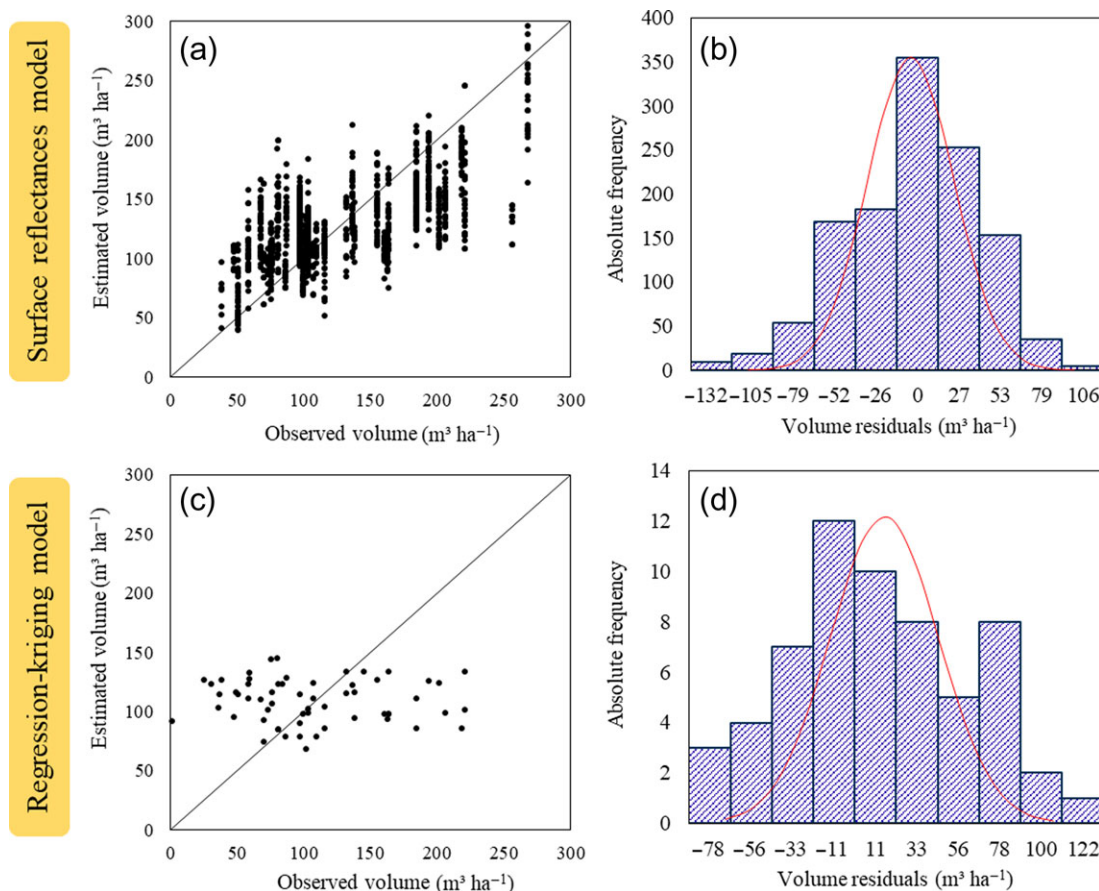 Surface reflectances model
(a)
Estimated volume (m³ ha⁻¹)
300
250
200
150
100
50
0
0 50 100 150 200 250 300
Observed volume (m³ ha⁻¹)
(b)
Absolute frequency
400
350
300
250
200
150
100
50
0
−132 −105 −79 −52 −26 0 27 53 79 106
Volume residuals (m³ ha⁻¹)
Regression-kriging model
(c)
Estimated volume (m³ ha⁻¹)
300
250
200
150
100
50
0
0 50 100 150 200 250 300
Observed volume (m³ ha⁻¹)
(d)
Absolute frequency
14
12
10
8
6
4
2
0
−78 −56 −33 −11 11 33 56 78 100 122
Volume residuals (m³ ha⁻¹)